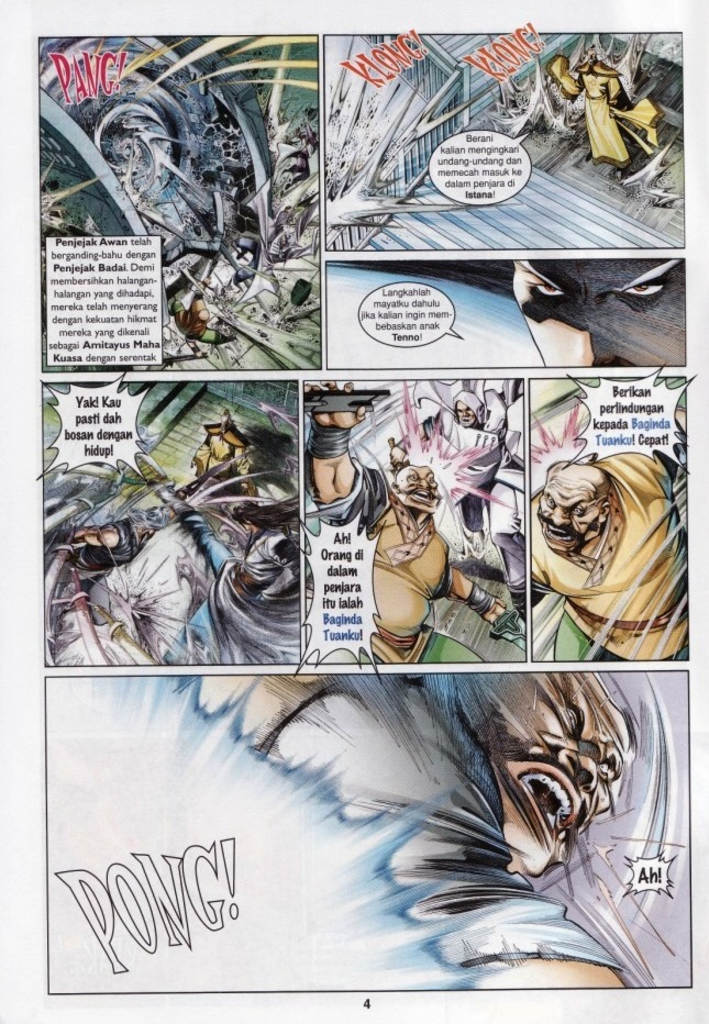 PANG!
Penjejak Awan telah
berganding-bahu dengan
Penjejak Badai. Demi
membersihkan halangan-
halangan yang dihadapi,
mereka telah menyerang
dengan kekuatan hikmat
mereka yang dikenali
sebagai Amitayus Maha
Kuasa dengan serentak
KLONG!
KLONG!
Berani
kalian mengingkari
undang-undang dan
memecah masuk ke
dalam penjara di
Istana!
Langkahlah
mayatku dahulu
jika kalian ingin mem-
bebaskan anak
Tenno!
Yak! Kau
pasti dah
bosan dengan
hidup!
Ah!
Orang di
dalam
penjara
itu ialah
Baginda
Tuanku!
Berikan
perlindungan
kepada Baginda
Tuanku! Cepat!
PONG!
Ah!
4